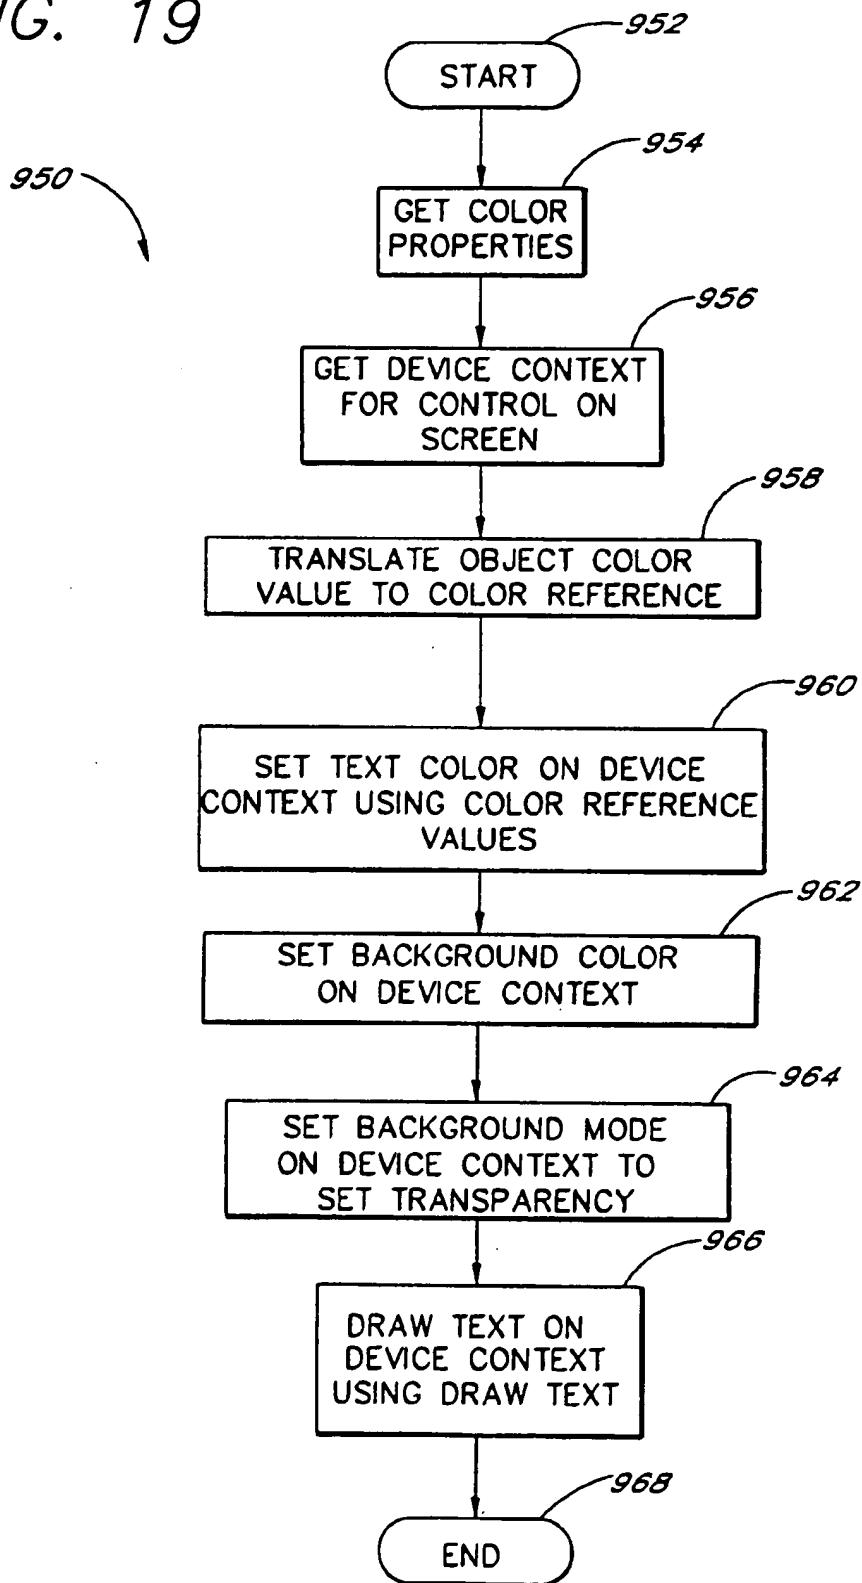 IG. 19
952
START
950
954
GET COLOR
PROPERTIES
956
GET DEVICE CONTEXT
FOR CONTROL ON
SCREEN
958
TRANSLATE OBJECT COLOR
VALUE TO COLOR REFERENCE
960
SET TEXT COLOR ON DEVICE
CONTEXT USING COLOR REFERENCE
VALUES
962
SET BACKGROUND COLOR
ON DEVICE CONTEXT
964
SET BACKGROUND MODE
ON DEVICE CONTEXT TO
SET TRANSPARENCY
966
DRAW TEXT ON
DEVICE CONTEXT
USING DRAW TEXT
968
END